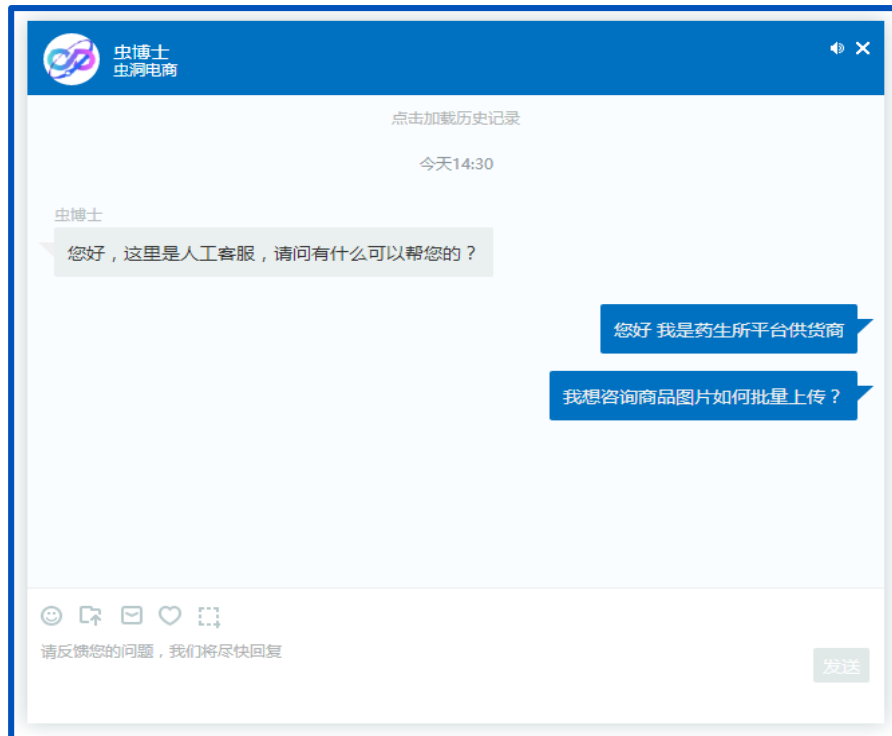 虫博士
虫洞电商
点击加载历史记录
今天14:30
虫博士
您好，这里是人工客服，请问有什么可以帮您的？
您好 我是药生所平台供货商
我想咨询商品图片如何批量上传？
请反馈您的问题，我们将尽快回复
发送